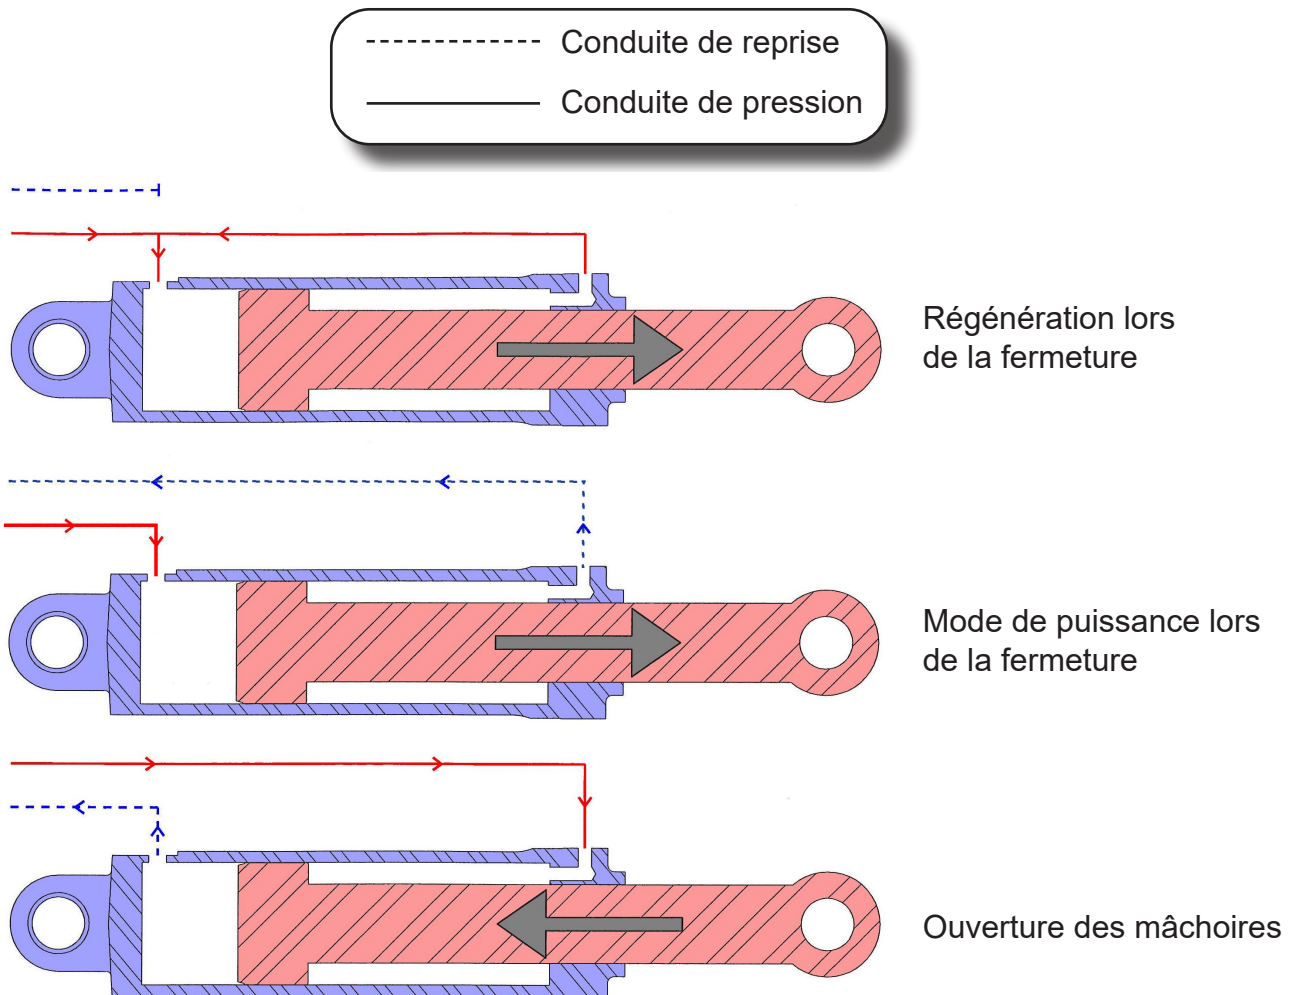 Conduite de reprise
Conduite de pression
Régénération lors
de la fermeture
Mode de puissance lors
de la fermeture
Ouverture des mâchoires